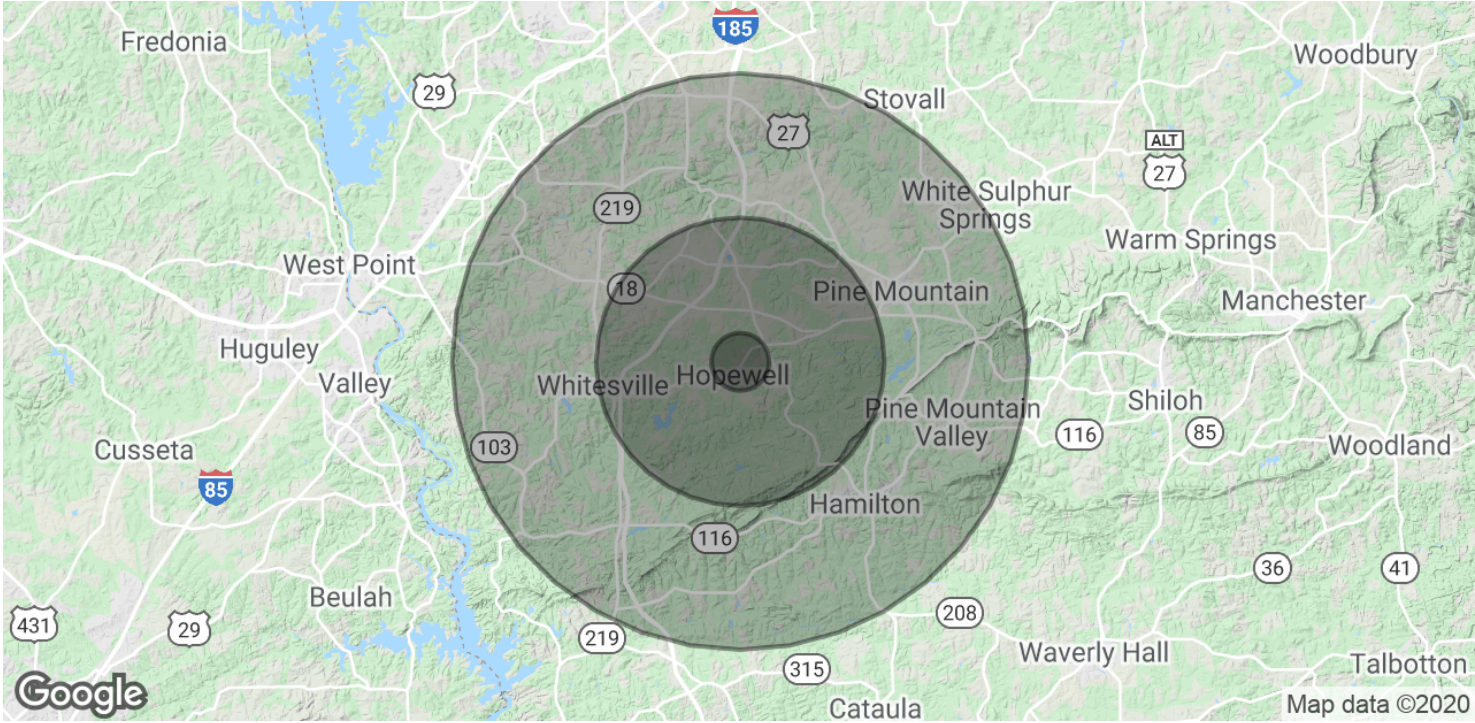 185
Fredonia
Woodbury
29
Stovall
27
ALT
27
White Sulphur
Springs
219
Warm Springs
West Point
18
Pine Mountain
Manchester
Huguley
Valley
Whitesville
Hopewell
Shiloh
Pine Mountain
Valley
116
85
Woodland
103
Cusseta
85
Hamilton
116
36
41
Beulah
208
431
29
219
Waverly Hall
315
Talbotton
Google
Cataula
Map data ©2020